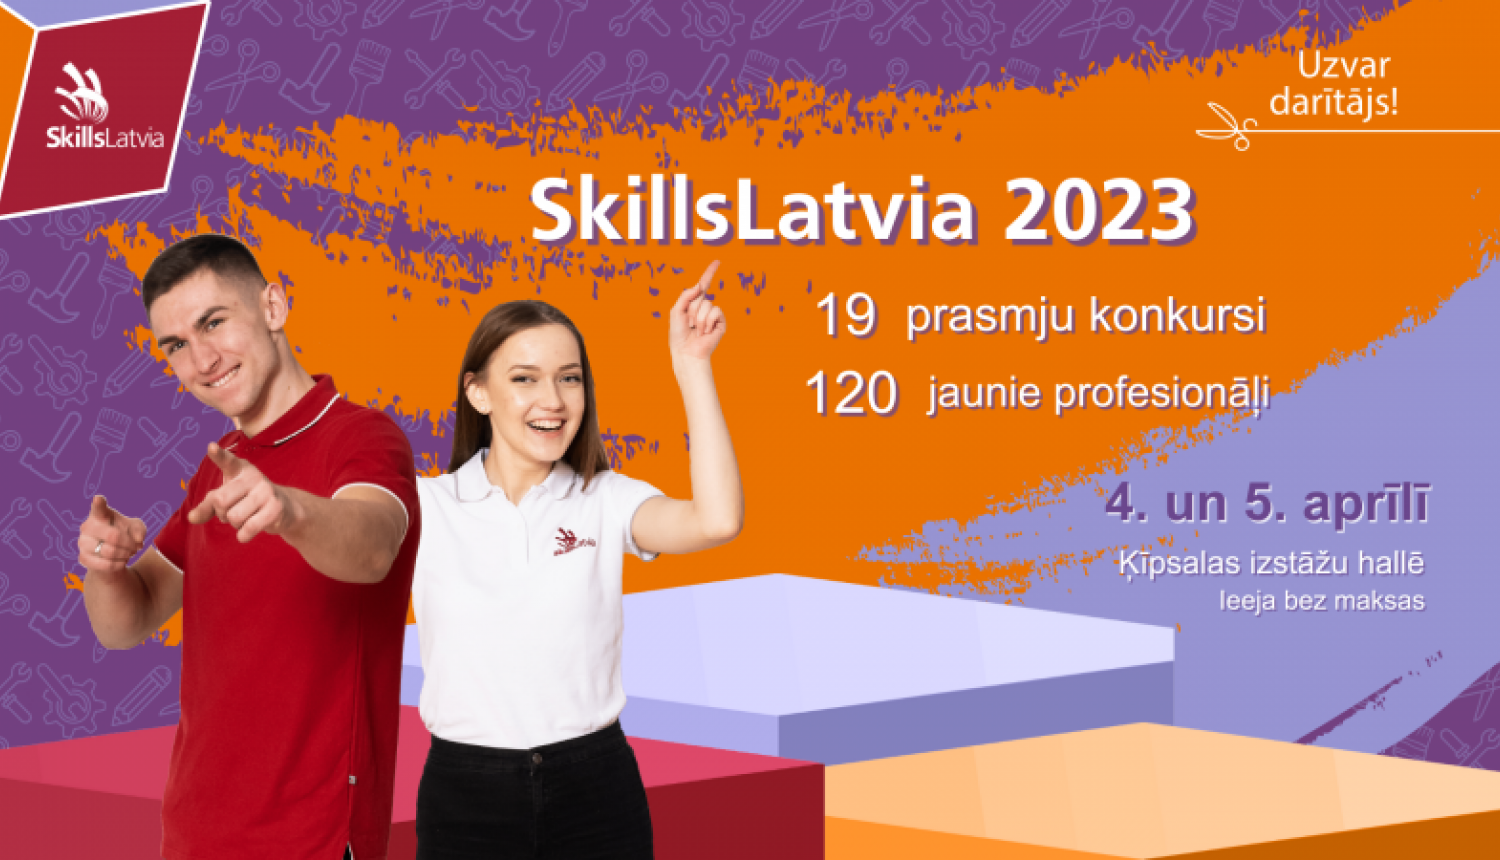 SkillsLatvia
Uzvar
darītājs!
SkillsLatvia 2023
19 prasmju konkursi
120 jaunie profesionāļi
4. un 5. aprīlī
Ķīpsalas izstāžu hallē
Ieeja bez maksas
SkillsLatvia